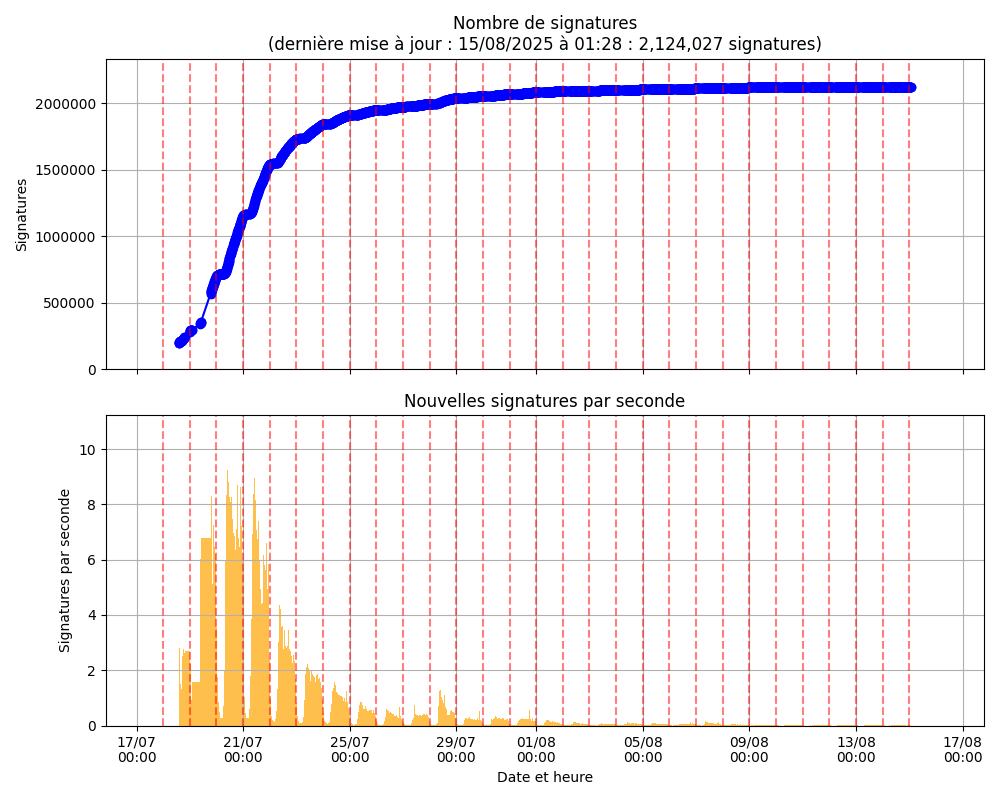 Nombre de signatures
(dernière mise à jour : 15/08/2025 à 01:28 : 2,124,027 signatures)
2000000
1500000
1000000
500000
0
Signatures
Nouvelles signatures par seconde
10
8
6
4
2
0
Signatures par seconde
17/07 21/07 25/07 29/07 01/08 05/08 09/08 13/08 17/08
00:00 00:00 00:00 00:00 00:00 00:00 00:00 00:00 00:00
Date et heure